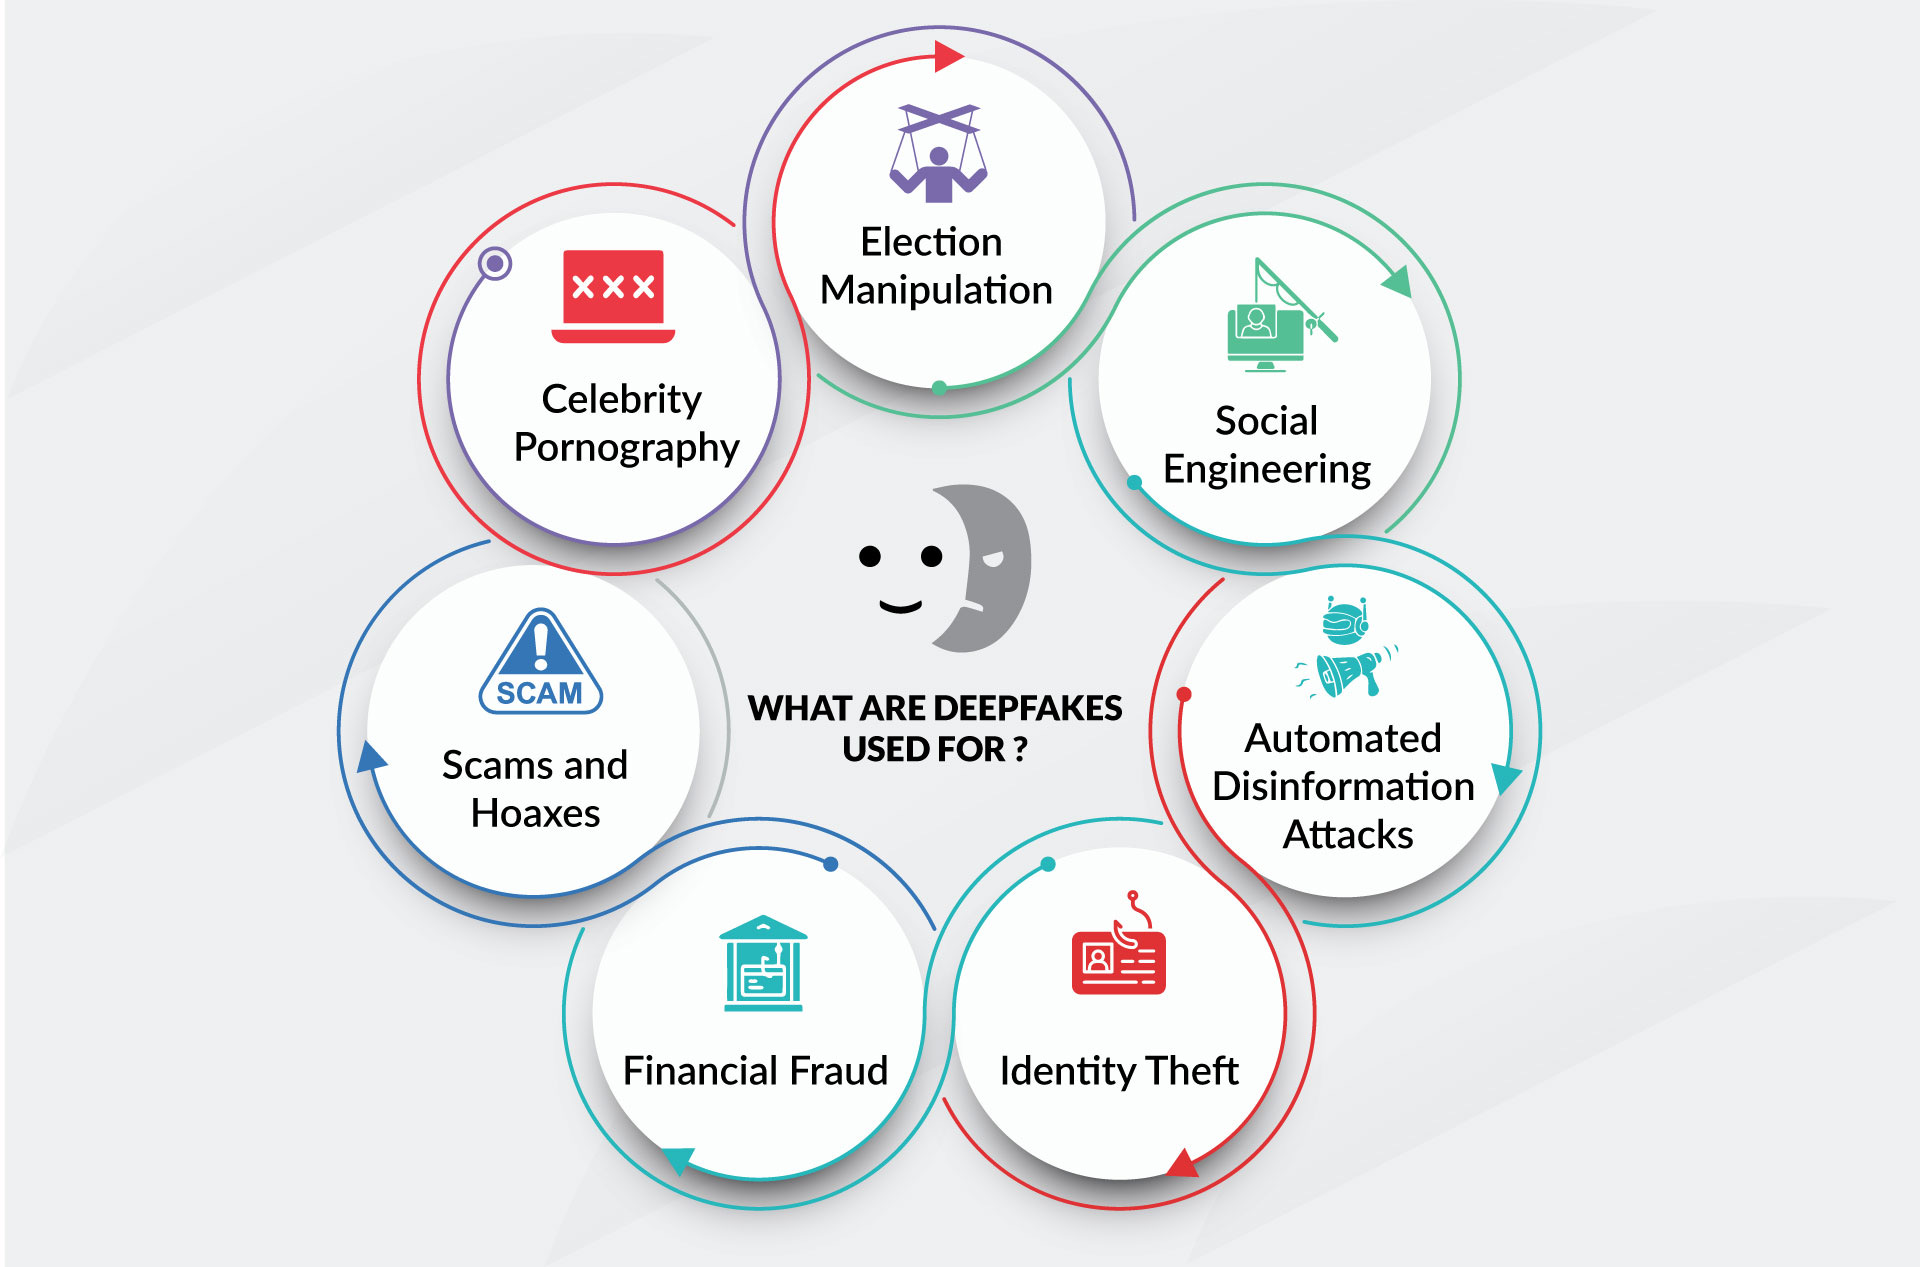 Election
Manipulation
Social
Engineering
Automated
Disinformation
Attacks
Identity Theft
Financial Fraud
SCAM
Scams and
Hoaxes
XXX
Celebrity
Pornography
WHAT ARE DEEPFAKES
USED FOR ?